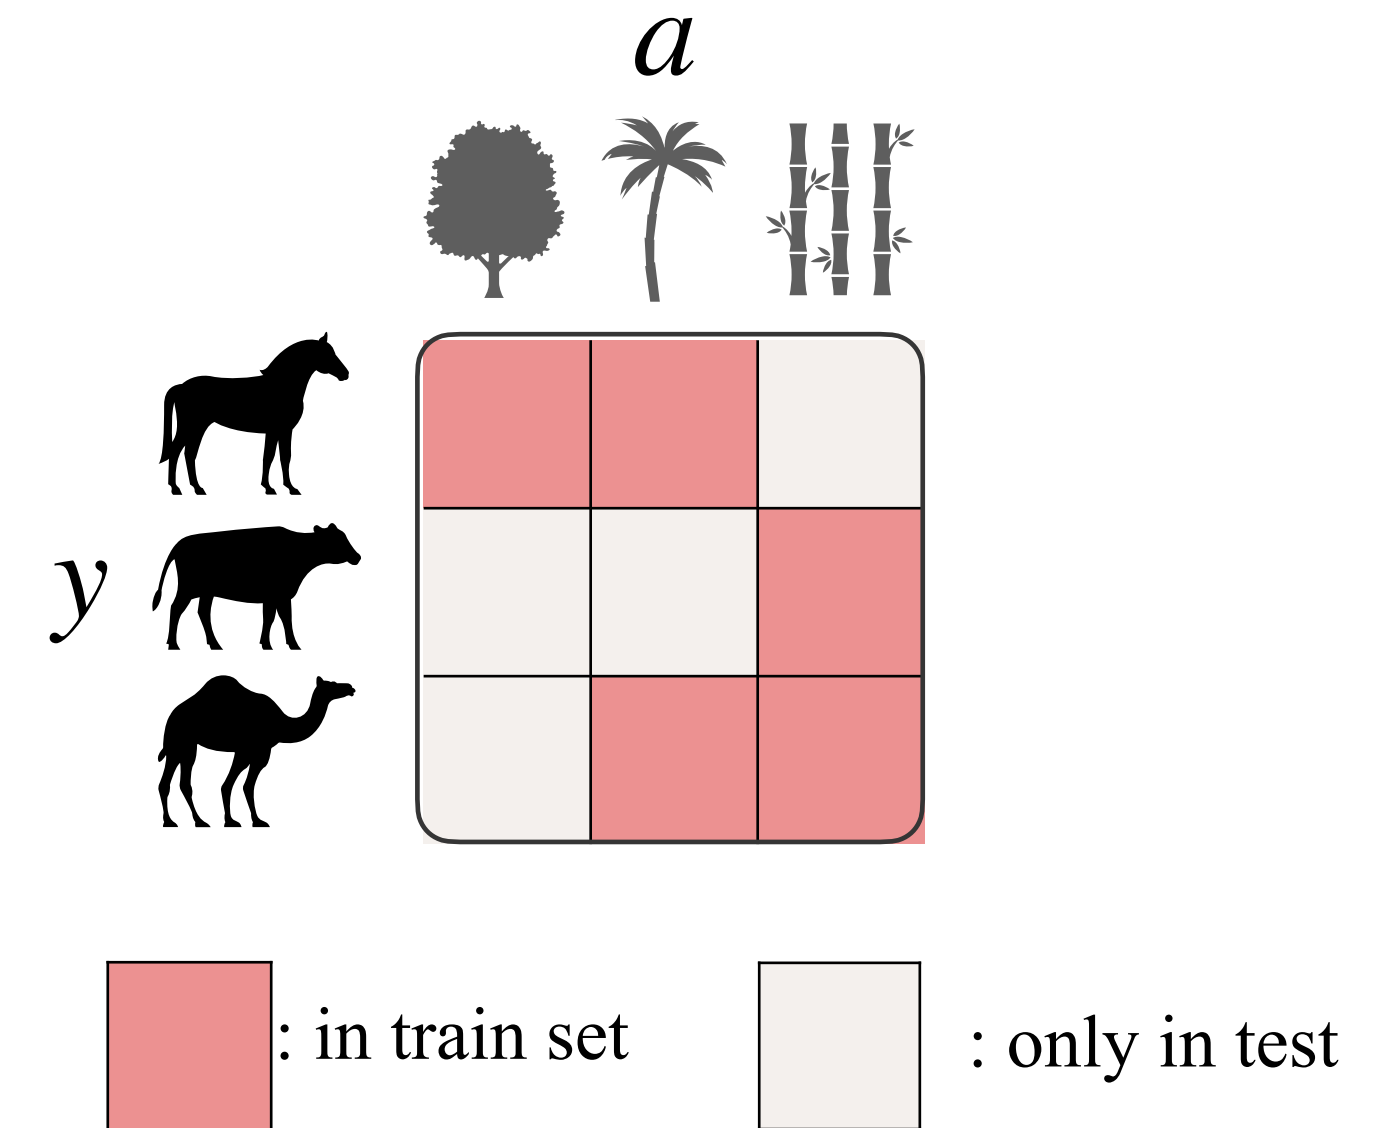 a
y
: in train set
: only in test